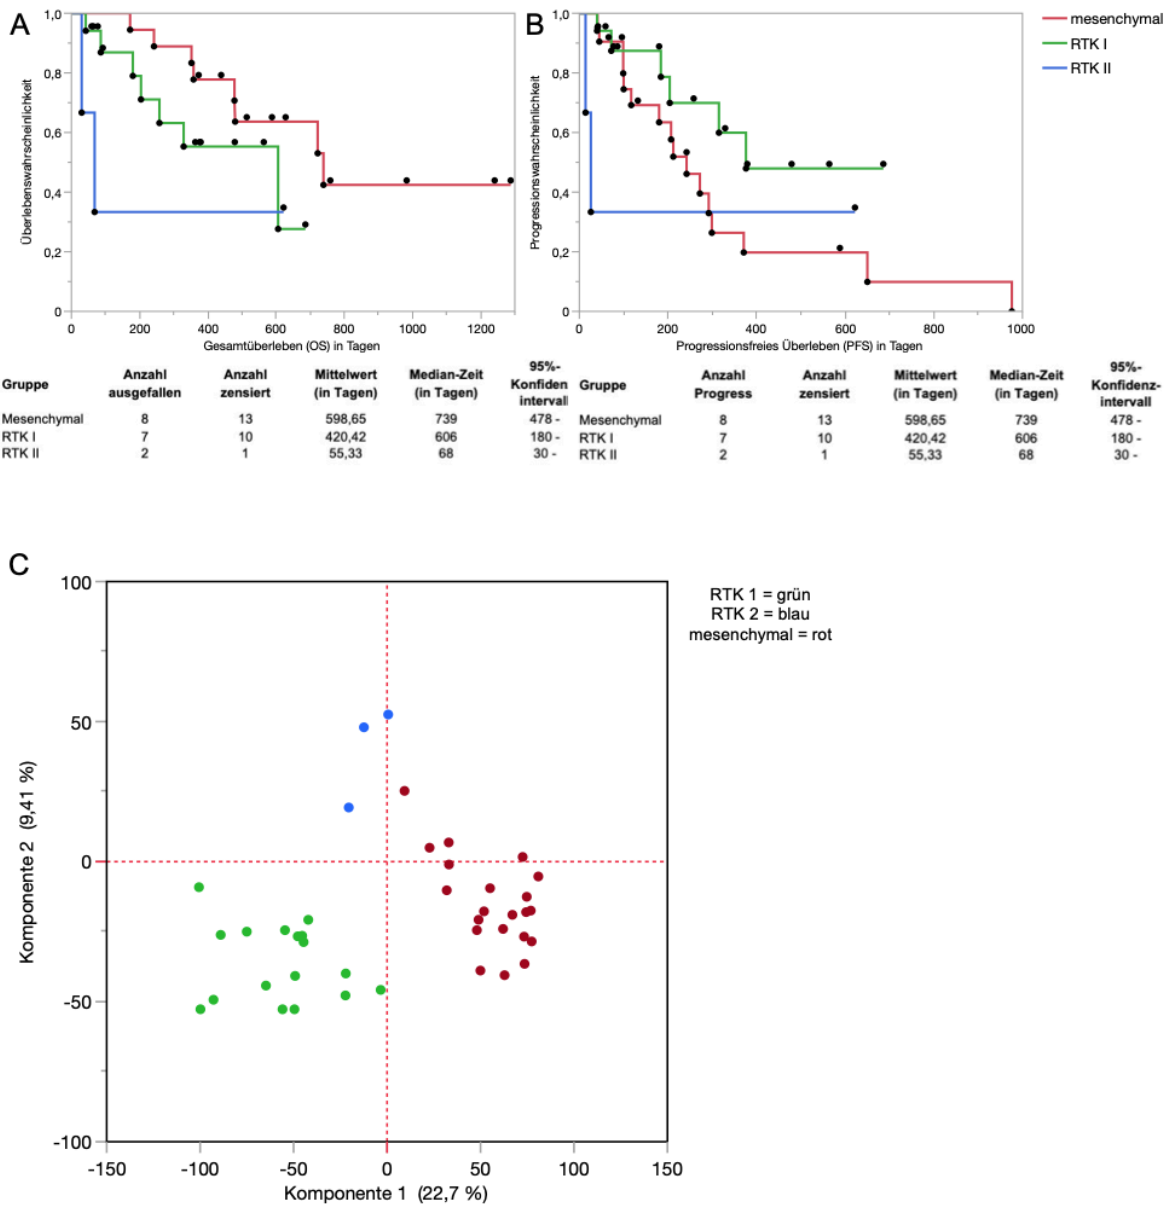 A
B
1,0
0,8
0,6
0,4
0,2
0
Überlebenswahrscheinlichkeit
0
200
400
600
800
1000
1200
Gesamtüberleben (OS) in Tagen
1,0
0,8
0,6
0,4
0,2
0
Progressionswahrscheinlichkeit
0
200
400
600
800
1000
Progressionsfreies Überleben (PFS) in Tagen
mesenchymal
RTK I
RTK II
Gruppe
Anzahl
ausgefallen
Anzahl
zensiert
Mittelwert
(in Tagen)
Median-Zeit
(in Tagen)
95%-
Konfiden
intervall
Mesenchymal 8 13 598,65 739 478 -
RTK I 7 10 420,42 606 180 -
RTK II 2 1 55,33 68 30 -
Gruppe
Anzahl
Progress
Anzahl
zensiert
Mittelwert
(in Tagen)
Median-Zeit
(in Tagen)
95%-
Konfidenz-
intervall
Mesenchymal 8 13 598,65 739 478 -
RTK I 7 10 420,42 606 180 -
RTK II 2 1 55,33 68 30 -
C
100
50
0
-50
-100
Komponente 2 (9,41 %)
-150
-100
-50
0
50
100
150
Komponente 1 (22,7 %)
RTK 1 = grün
RTK 2 = blau
mesenchymal = rot